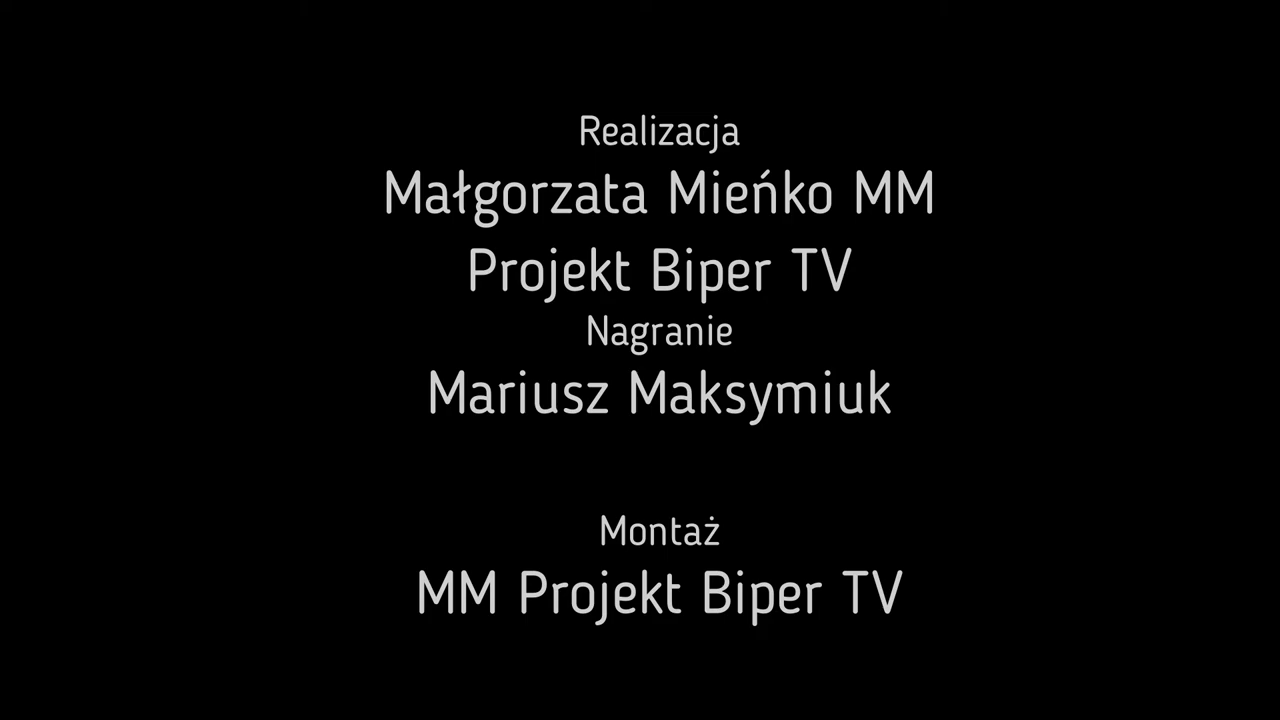 Realizacja
Małgorzata Mieńko MM
Projekt Biper TV
Nagranie
Mariusz Maksymiuk
Montaż
MM Projekt Biper TV